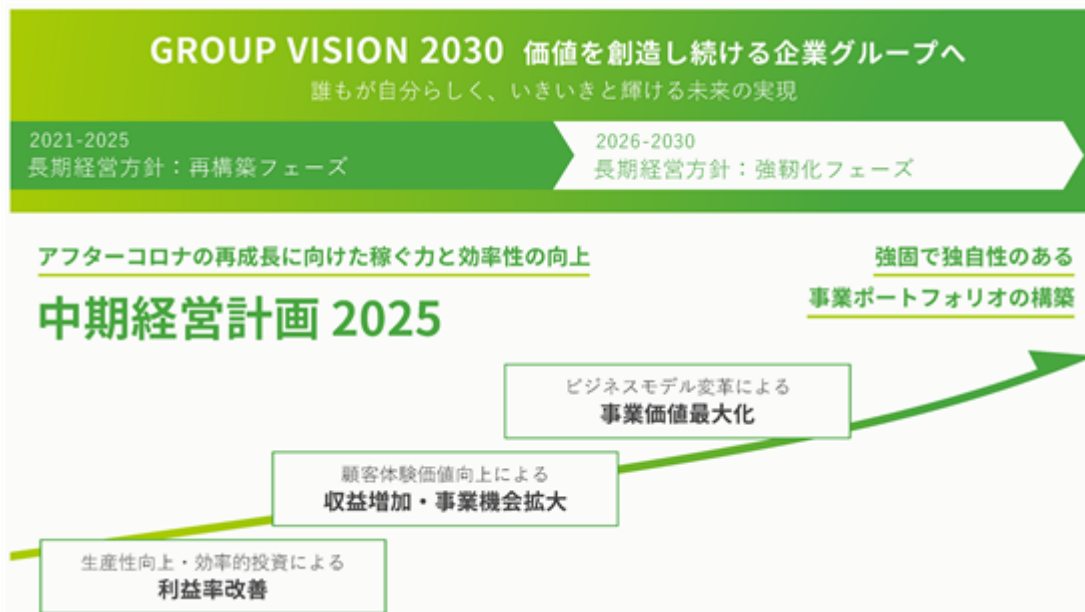 GROUP VISION 2030 価値を創造し続ける企業グループへ
誰もが自分らしく、いきいきと輝ける未来の実現
2021-2025
長期経営方針：再構築フェーズ
2026-2030
長期経営方針：強靭化フェーズ
アフターコロナの再成長に向けた稼ぐ力と効率性の向上
中期経営計画 2025
強固で独自性のある
事業ポートフォリオの構築
ビジネスモデル変革による
事業価値最大化
顧客体験価値向上による
収益増加・事業機会拡大
生産性向上・効率的投資による
利益率改善